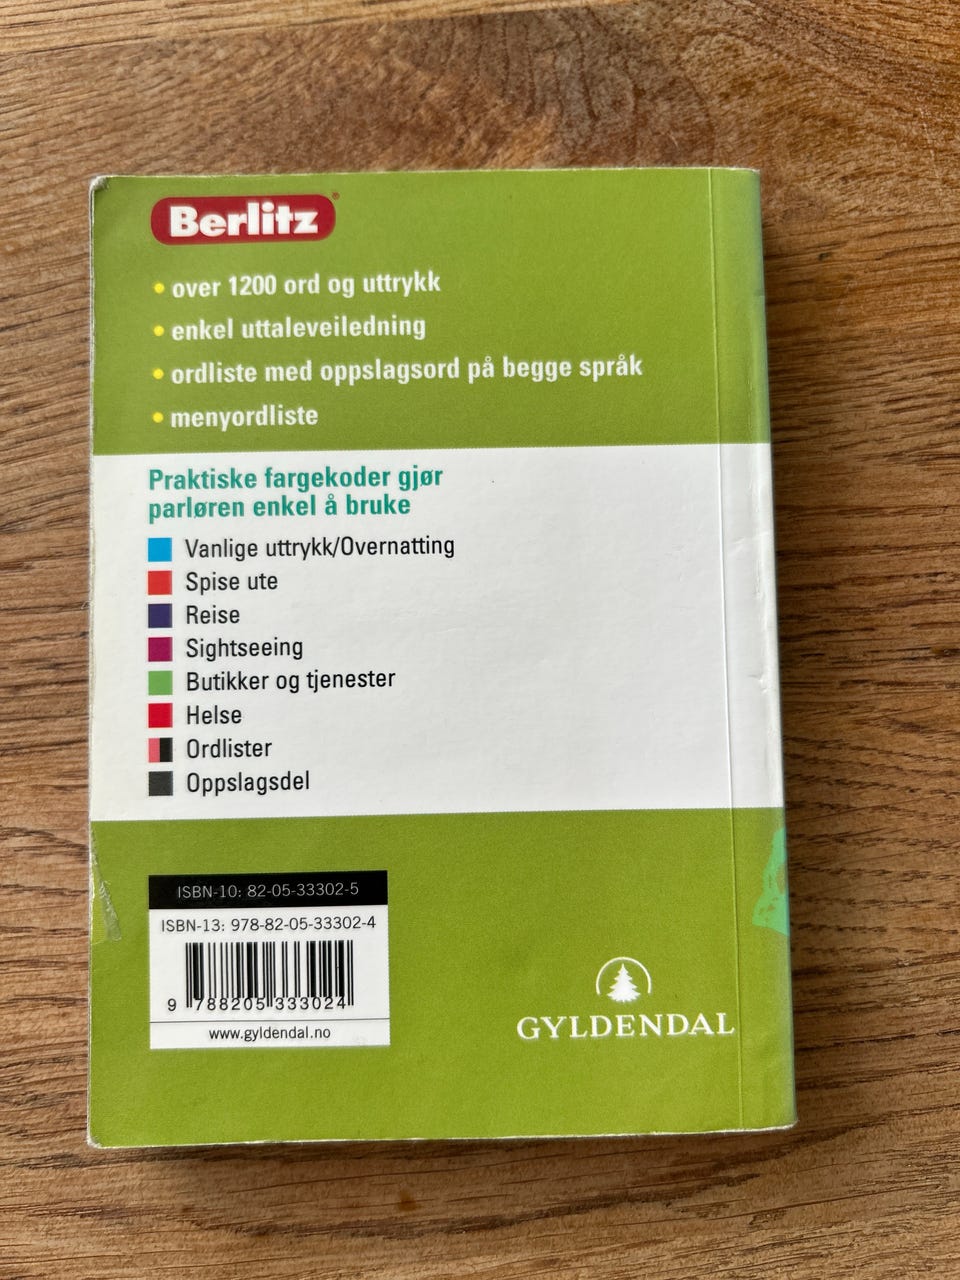 Berlitz®
• over 1200 ord og uttrykk
• enkel uttaleveiledning
• ordliste med oppslagsord på begge språk
• menyordliste
Praktiske fargekoder gjør
parløren enkel å bruke
Vanlige uttrykk/Overnatting
Spise ute
Reise
Sightseeing
Butikker og tjenester
Helse
Ordlister
Oppslagsdel
ISBN-10: 82-05-33302-5
ISBN-13: 978-82-05-33302-4
9 788205 333024
www.gyldendal.no
GYLDENDAL